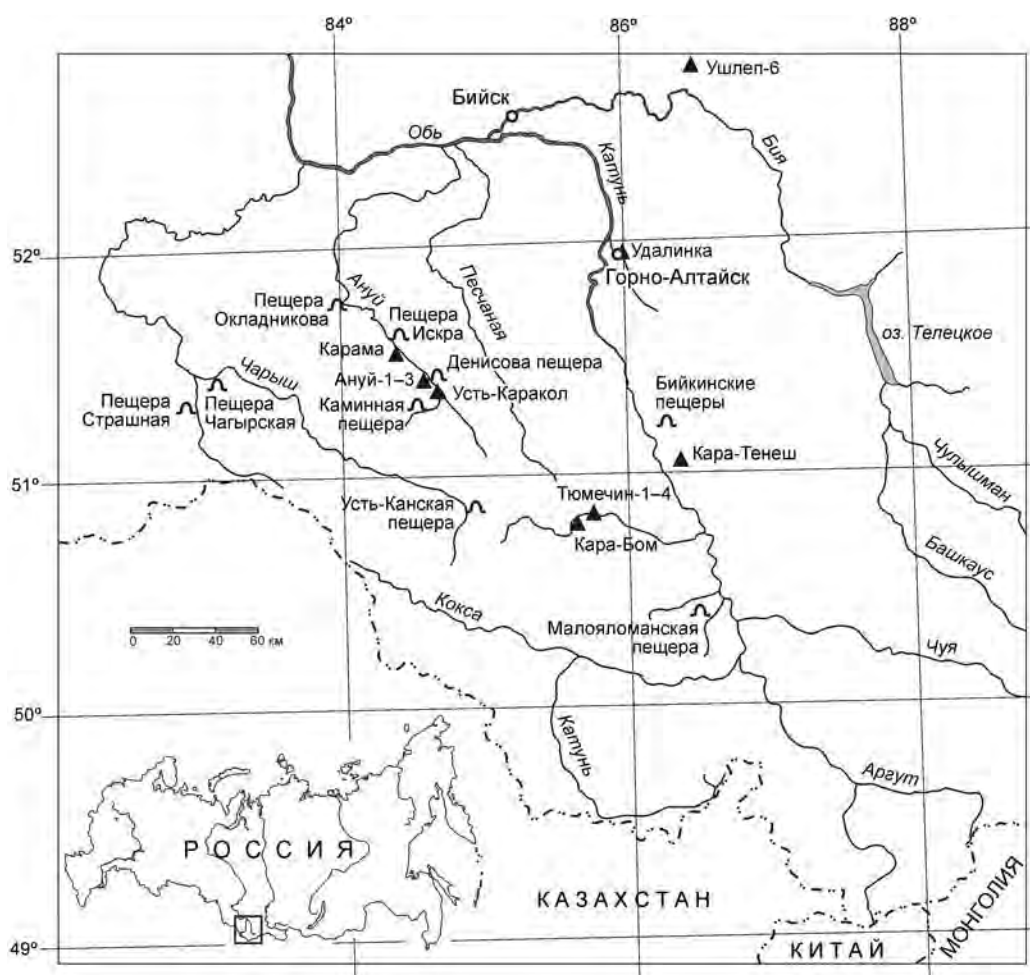 84º
86º
88º
Ушлеп-6
Бийск
Обь
Бия
Катунь
52º
Удалинка
Горно-Алтайск
Ануй
Песчаная
Пещера
Окладникова
Пещера
Искра
оз. Телецкое
Карама
Денисова пещера
Чарыш
Ануй-1–3
Усть-Каракол
Бийкинские
пещеры
Пещера
Страшная
Пещера
Чагырская
Каминная
пещера
Кара-Тенеш
Чулышман
51º
Усть-Канская
пещера
Тюмечин-1–4
Кара-Бом
Башкаус
Кокса
0 20 40 60 км
Малояломанская
пещера
Чуя
50º
Катунь
Аргут
РОССИЯ
КАЗАХСТАН
МОНГОЛИЯ
КИТАЙ
49º